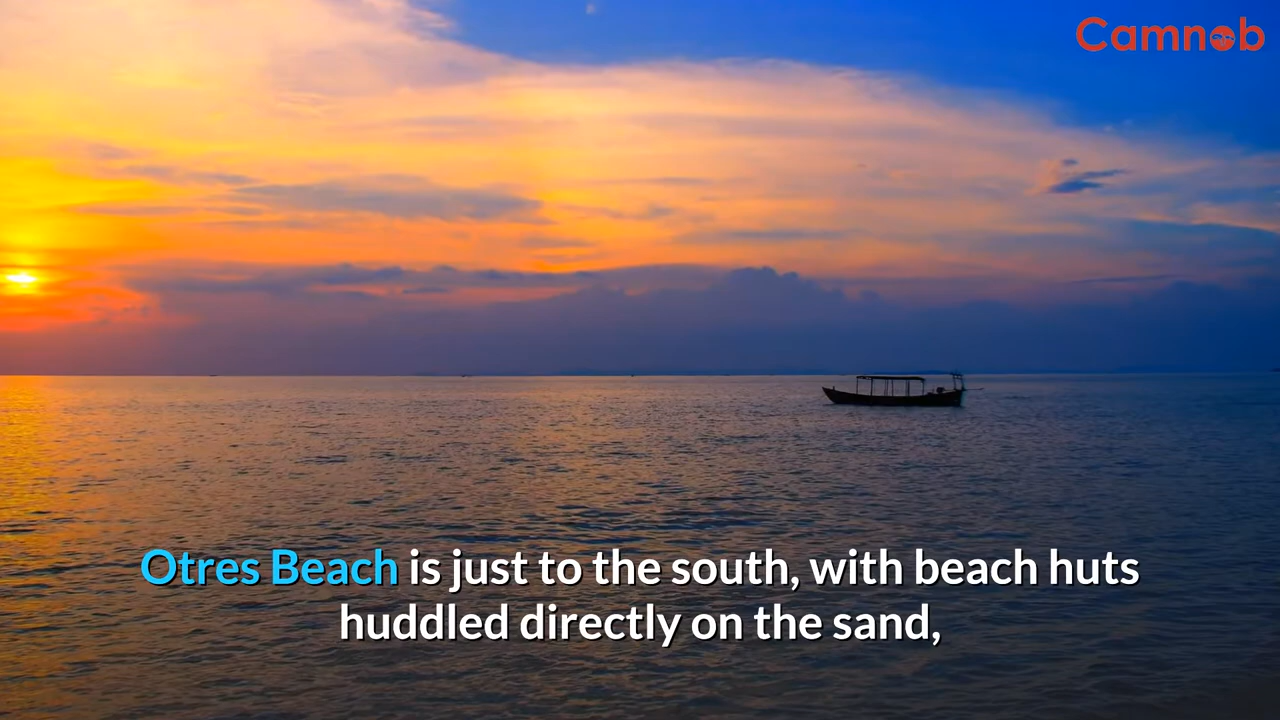 Camnob
Otres Beach is just to the south, with beach huts
huddled directly on the sand,